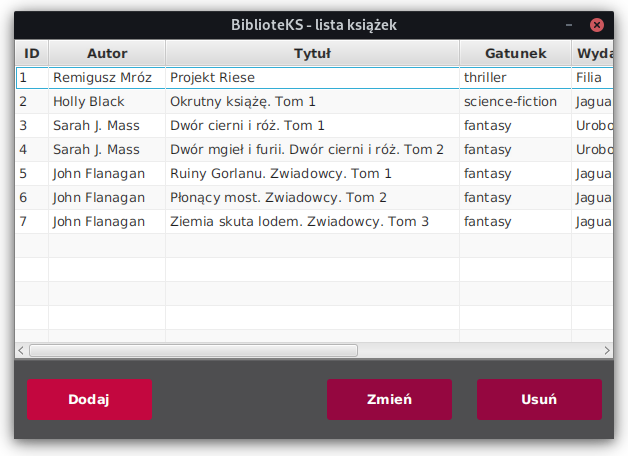 BiblioteKS - lista książek
ID Autor Tytuł Gatunek Wyda
1 Remigusz Mróz Projekt Riese thriller Filia
2 Holly Black Okrutny książę. Tom 1 science-fiction Jagua
3 Sarah J. Mass Dwór cierni i róż. Tom 1 fantasy Urobo
4 Sarah J. Mass Dwór mgieł i furii. Dwór cierni i róż. Tom 2 fantasy Urobo
5 John Flanagan Ruiny Gorlanu. Zwiadowcy. Tom 1 fantasy Jagua
6 John Flanagan Płonący most. Zwiadowcy. Tom 2 fantasy Jagua
7 John Flanagan Ziemia skuta lodem. Zwiadowcy. Tom 3 fantasy Jagua
Dodaj Zmień Usuń